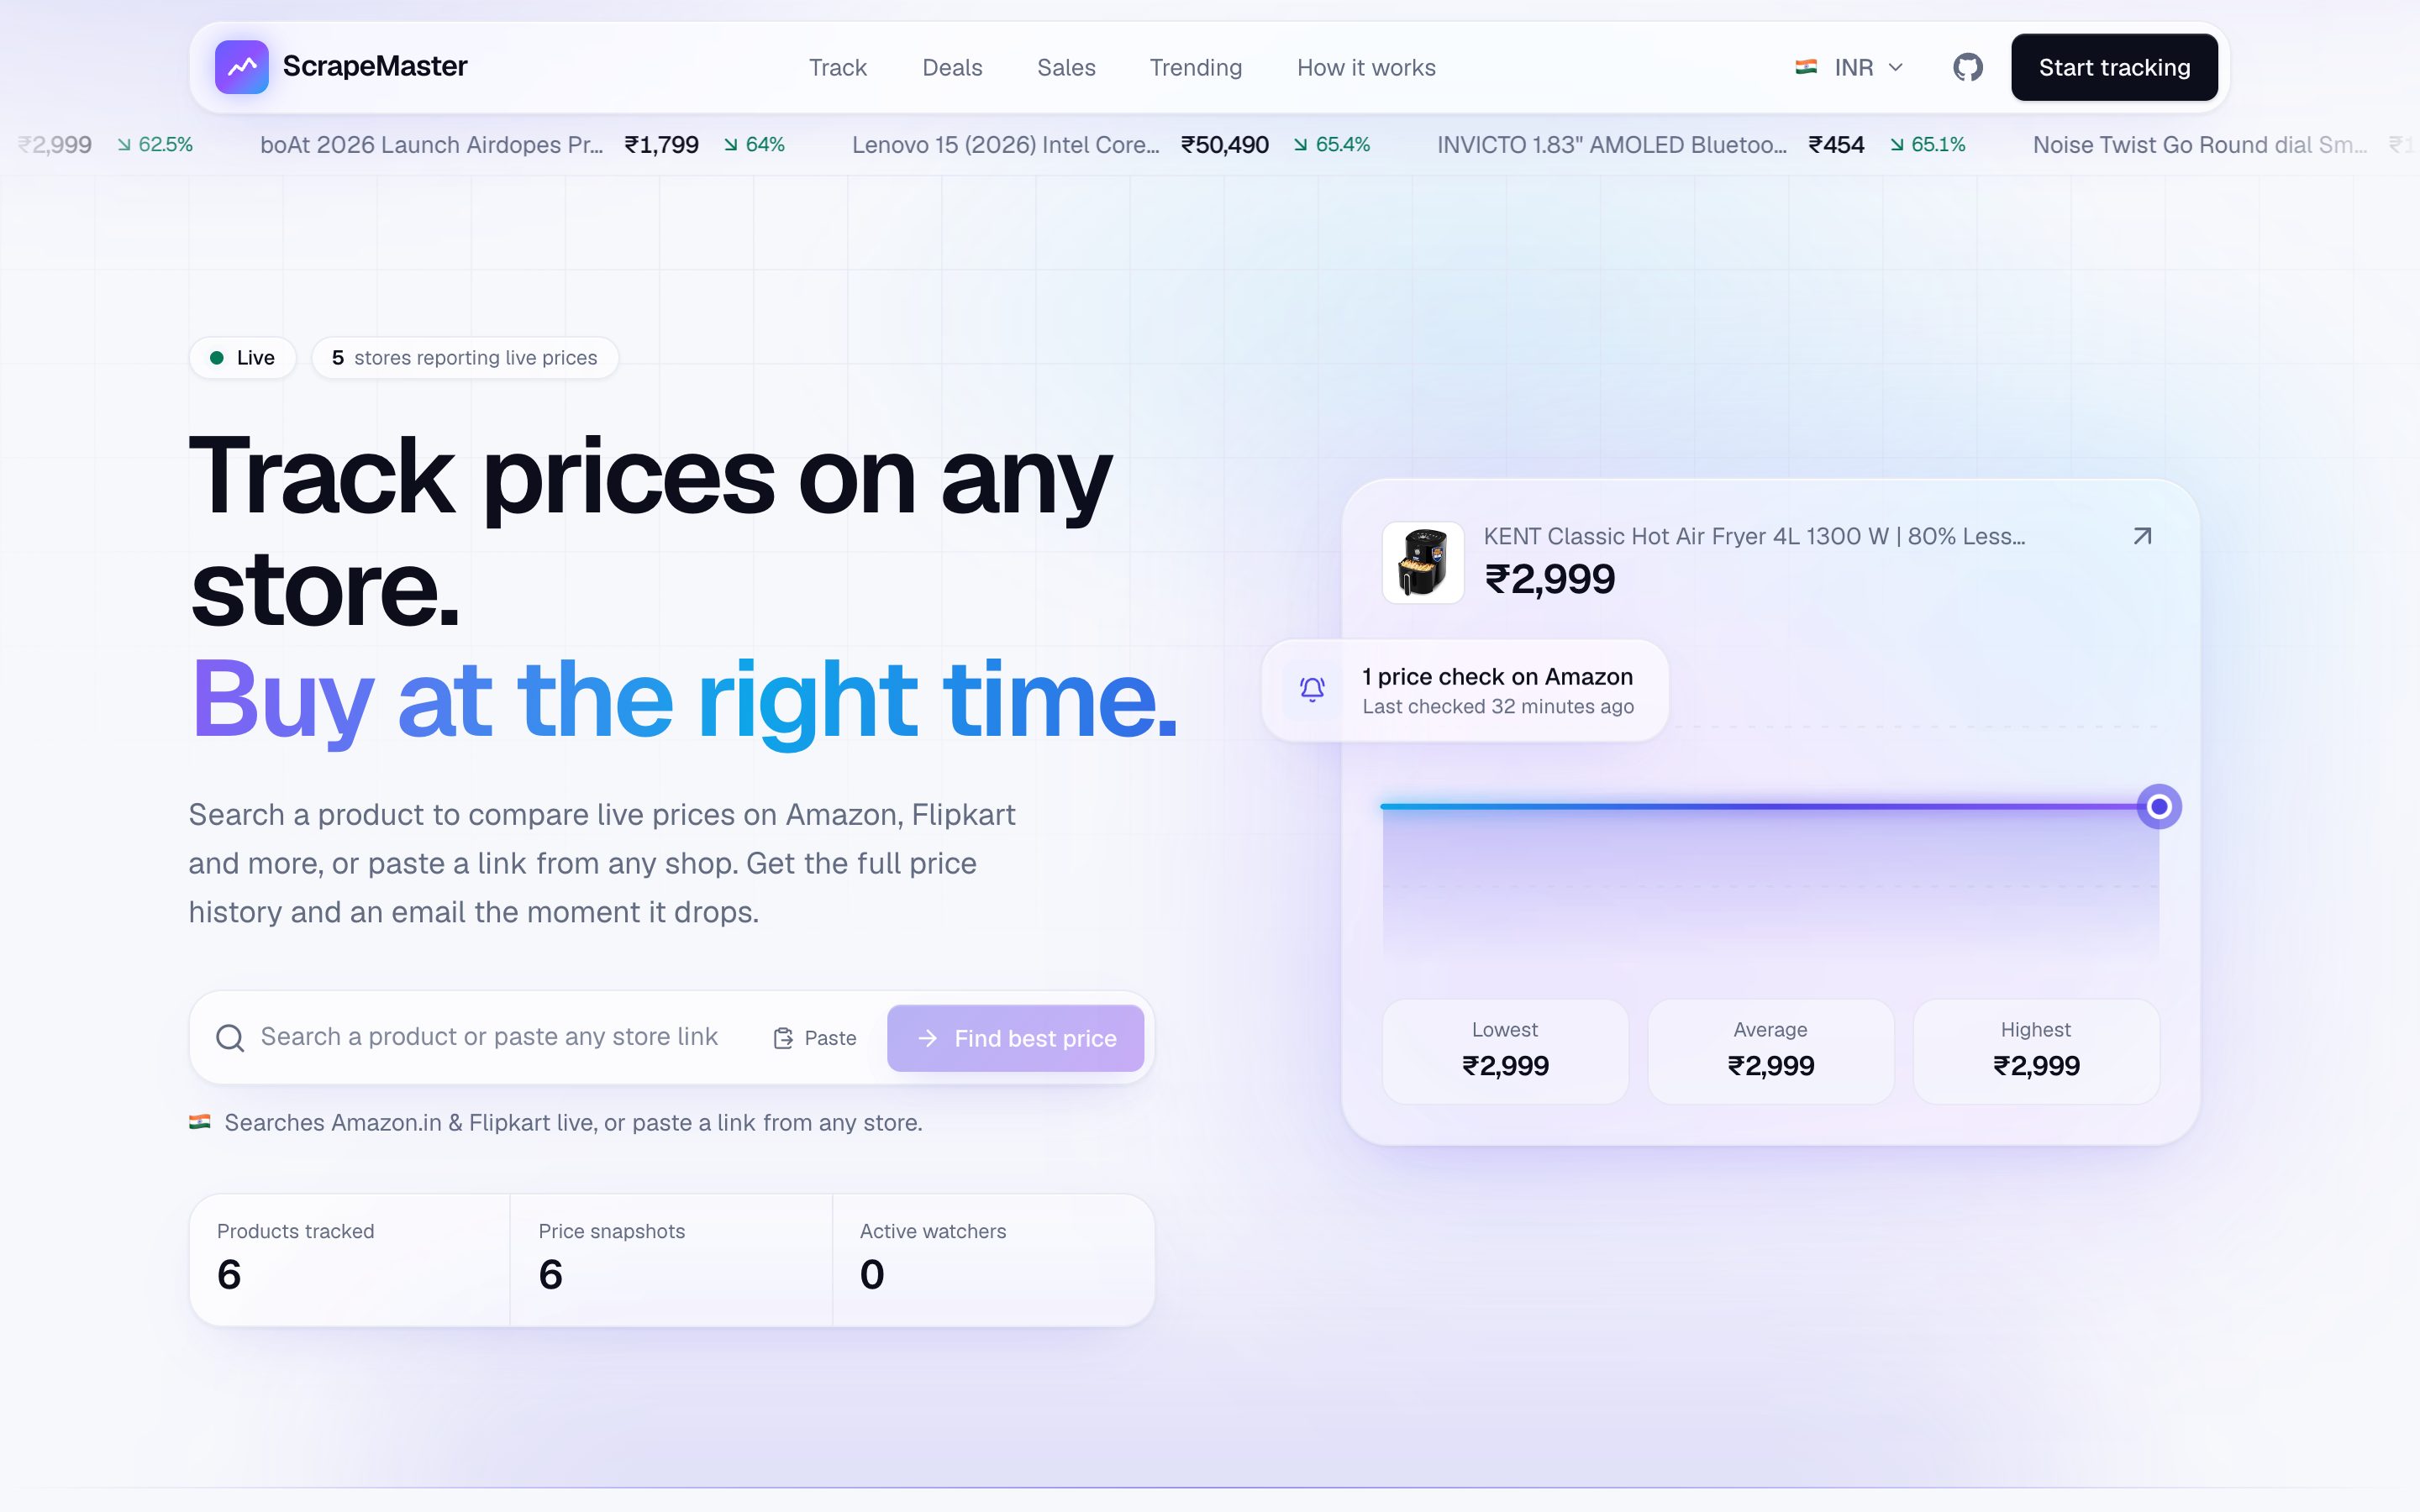 ScrapeMaster
Track Deals Sales Trending How it works
INR
Start tracking
₹2,999 62.5% boAt 2026 Launch Airdopes Pr... ₹1,799 64% Lenovo 15 (2026) Intel Core... ₹50,490 65.4% INVICTO 1.83" AMOLED Bluetoo... ₹454 65.1% Noise Twist Go Round dial Sm...
Live
5 stores reporting live prices
Track prices on any
store.
Buy at the right time.
Search a product to compare live prices on Amazon, Flipkart
and more, or paste a link from any shop. Get the full price
history and an email the moment it drops.
Search a product or paste any store link
Paste
Find best price
Searches Amazon.in & Flipkart live, or paste a link from any store.
Products tracked
6
Price snapshots
6
Active watchers
0
KENT Classic Hot Air Fryer 4L 1300 W | 80% Less...
₹2,999
1 price check on Amazon
Last checked 32 minutes ago
Lowest
₹2,999
Average
₹2,999
Highest
₹2,999